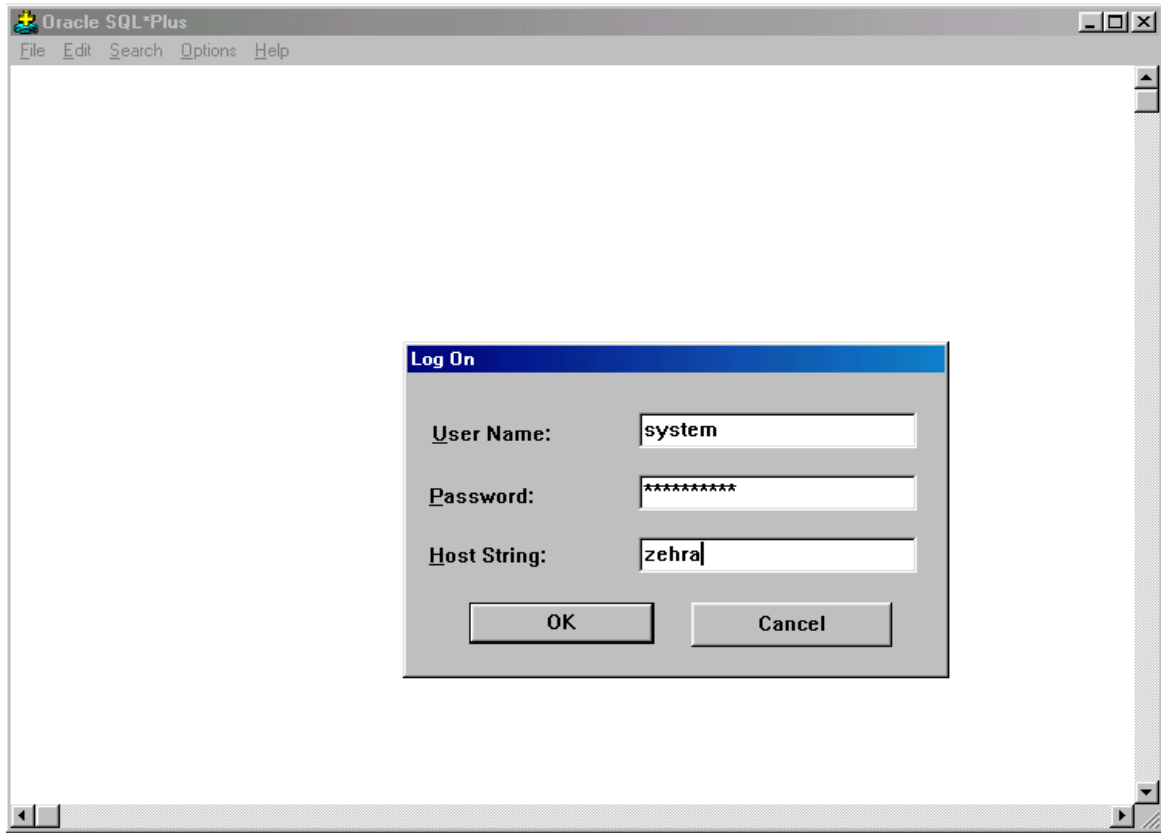 Oracle SQL*Plus
File Edit Search Options Help
Log On
User Name: system
Password: **********
Host String: zehra
OK Cancel